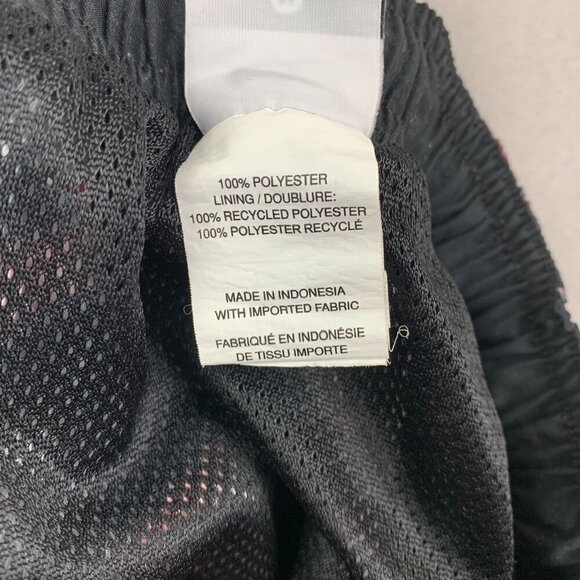 100% POLYESTER
LINING / DOUBLURE:
100% RECYCLED POLYESTER
100% POLYESTER RECYCLÉ
MADE IN INDONESIA
WITH IMPORTED FABRIC
FABRIQUÉ EN INDONÉSIE
DE TISSU IMPORTE